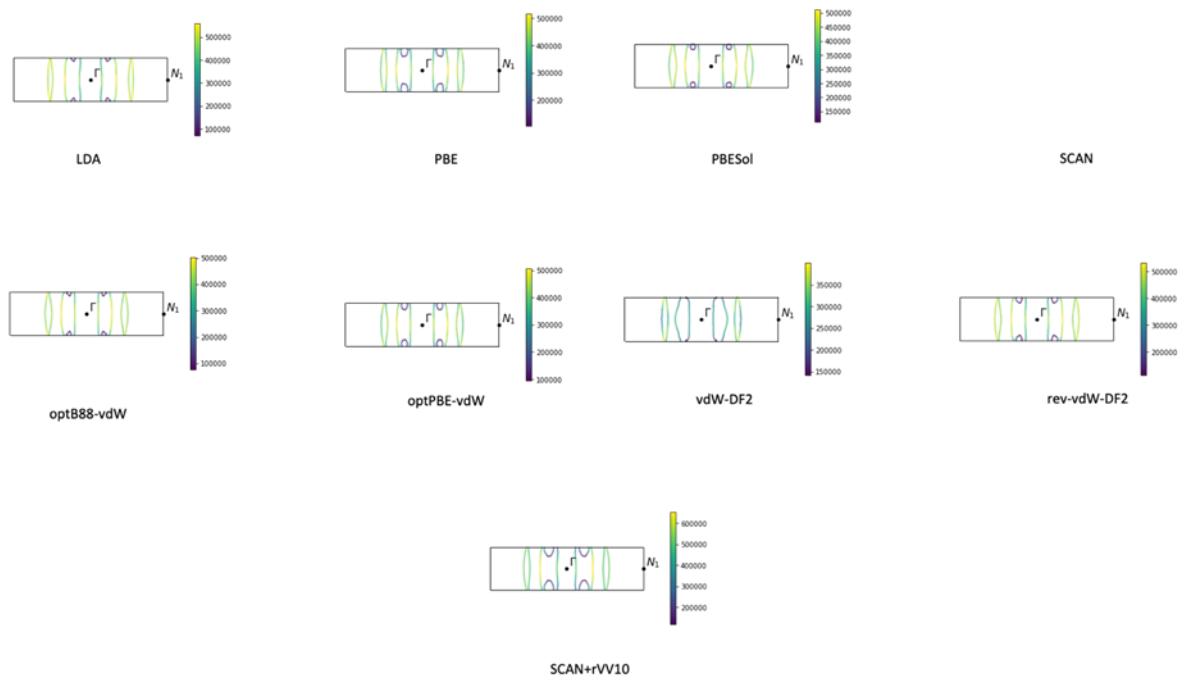 500000
400000
300000
200000
100000
Γ
N₁
LDA
500000
400000
300000
200000
Γ
N₁
PBE
500000
450000
400000
350000
300000
250000
200000
150000
Γ
N₁
PBESol
SCAN
500000
400000
300000
200000
100000
Γ
N₁
optB88-vdW
500000
400000
300000
200000
100000
Γ
N₁
optPBE-vdW
350000
300000
250000
200000
150000
Γ
N₁
vdW-DF2
500000
400000
300000
200000
Γ
N₁
rev-vdW-DF2
600000
500000
400000
300000
200000
Γ
N₁
SCAN+rVV10